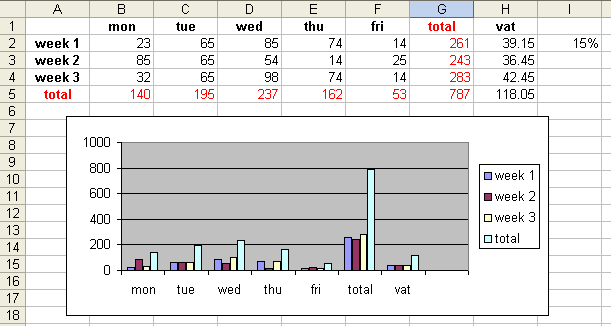 A B C D E F G H I
1 mon tue wed thu fri total vat
2 week 1 23 65 85 74 14 261 39.15 15%
3 week 2 85 65 54 14 25 243 36.45
4 week 3 32 65 98 74 14 283 42.45
5 total 140 195 237 162 53 787 118.05
6
7
8
9
10
11
12
13
14
15
16
17
18
1000
800
600
400
200
0
mon tue wed thu fri total vat
week 1
week 2
week 3
total